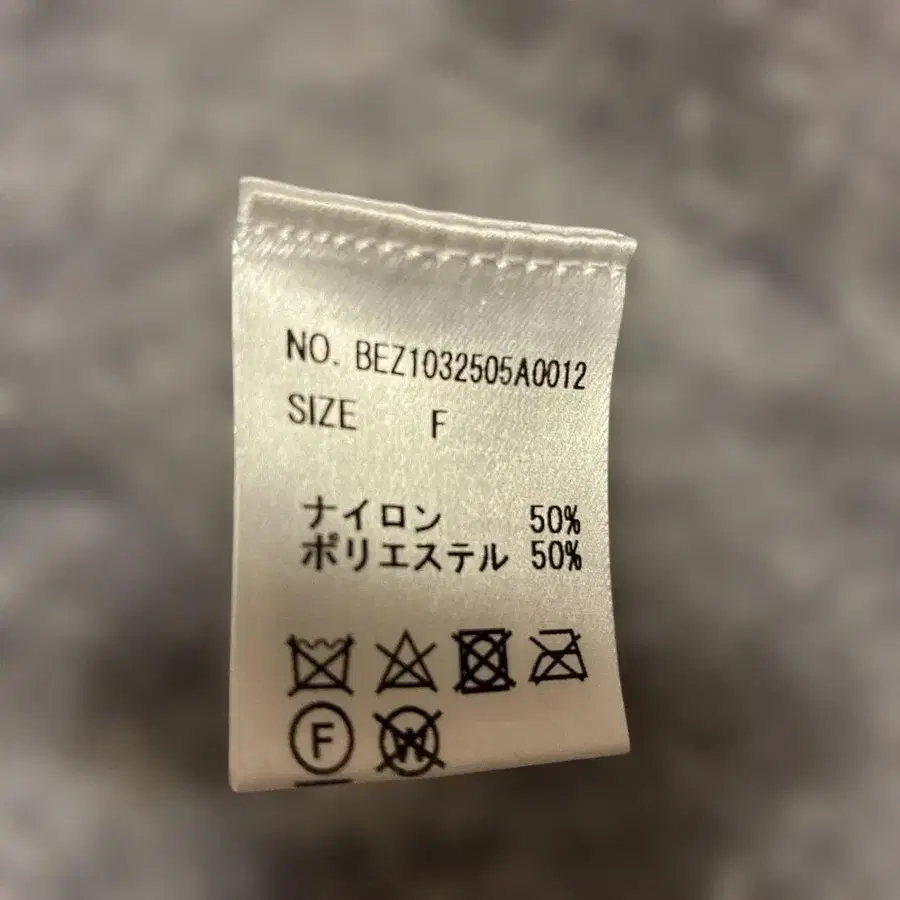 NO. BEZ1032505A0012
SIZE F
ナイロン 50%
ポリエステル 50%
F W